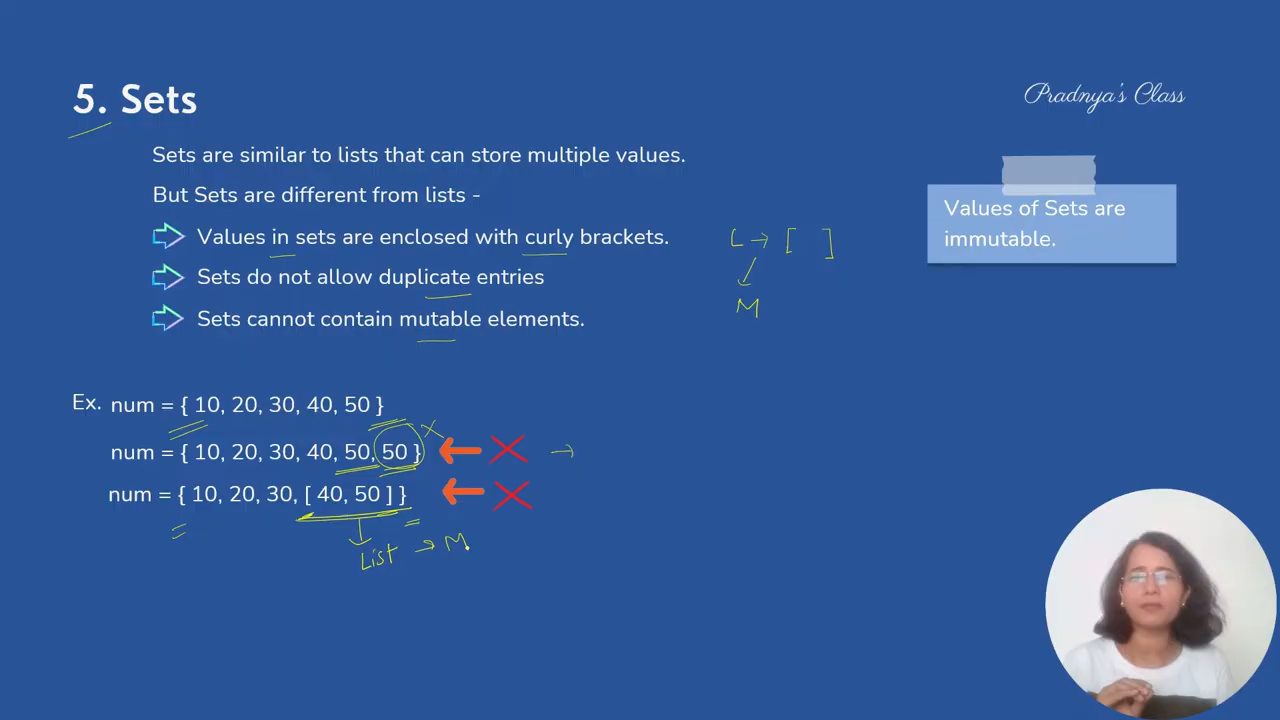 5. Sets
Pradnya's Class
Sets are similar to lists that can store multiple values.
But Sets are different from lists -
Values in sets are enclosed with curly brackets.
Sets do not allow duplicate entries
Sets cannot contain mutable elements.
Values of Sets are
immutable.
L → [ ]
M
Ex. num = { 10, 20, 30, 40, 50 }
num = { 10, 20, 30, 40, 50, 50 }
num = { 10, 20, 30, [ 40, 50 ] }
List → M